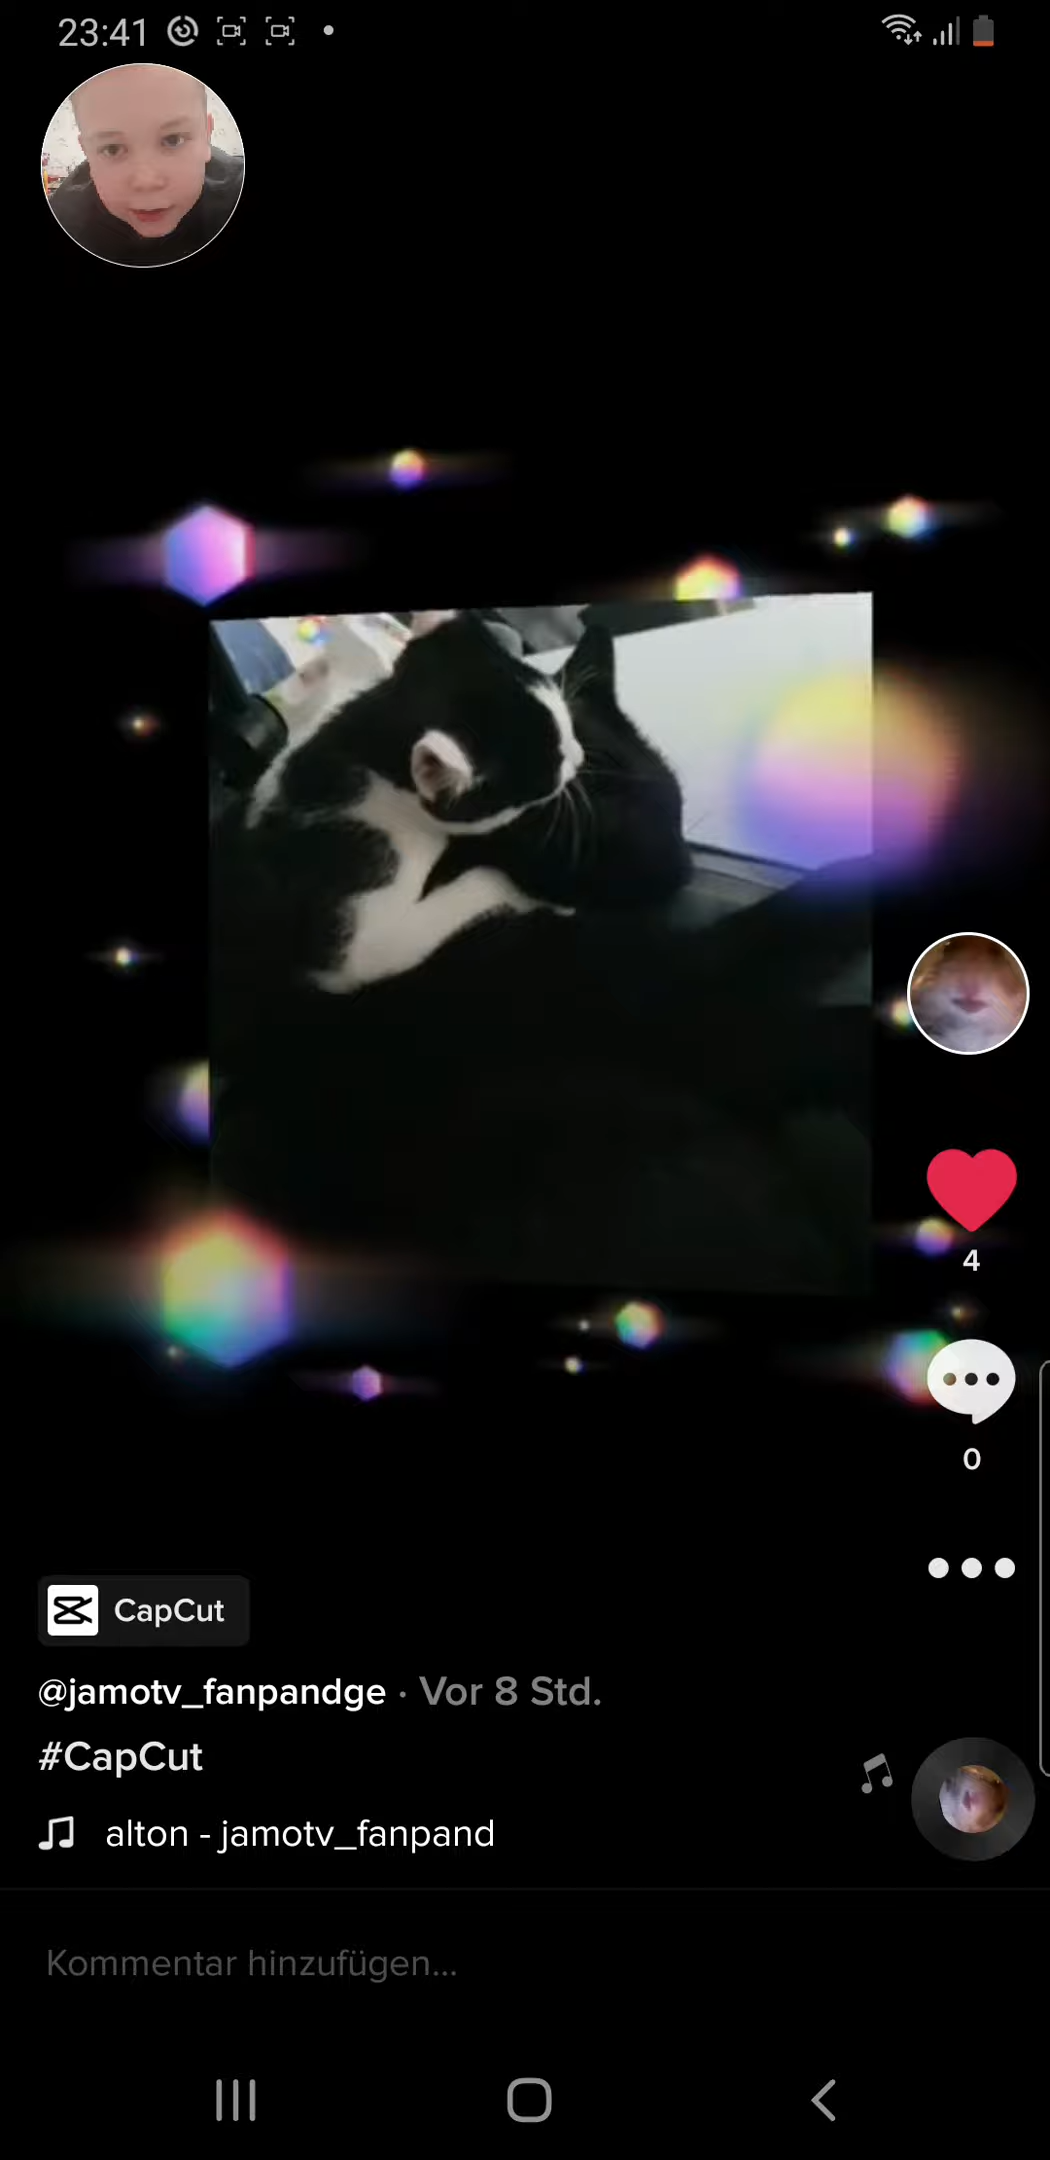 23:41
4
0
CapCut
@jamotv_fanpandge · Vor 8 Std.
#CapCut
alton - jamotv_fanpand
Kommentar hinzufügen...